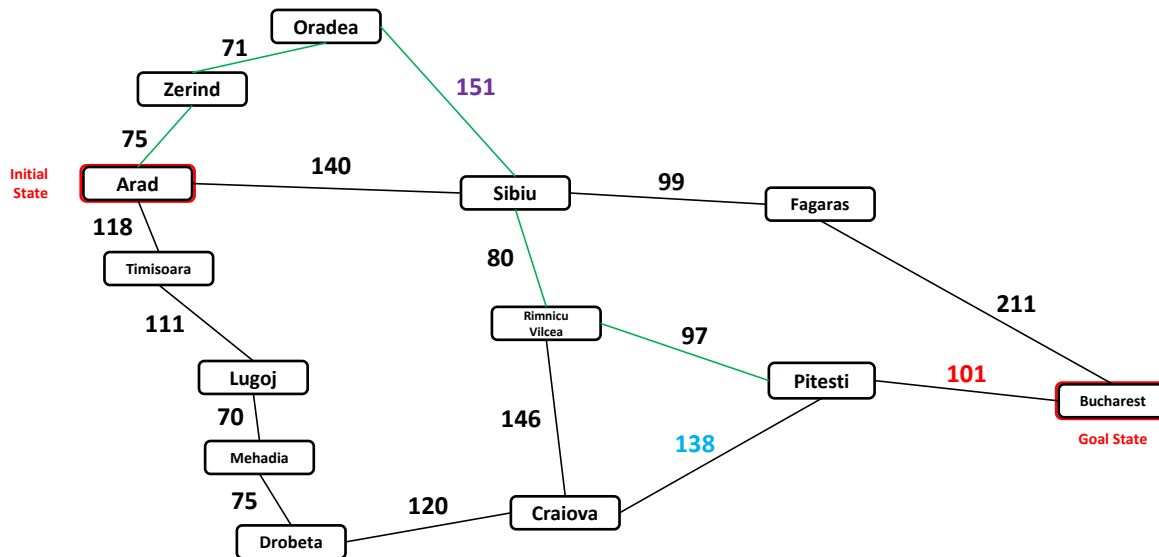 Oradea
71
Zerind
151
75
Initial
State
Arad
140
Sibiu
99
Fagaras
118
Timisoara
80
111
Rimnicu
Vilcea
97
211
Lugoj
Pitesti
101
Bucharest
70
146
138
Goal State
Mehadia
75
120
Craiova
Drobeta